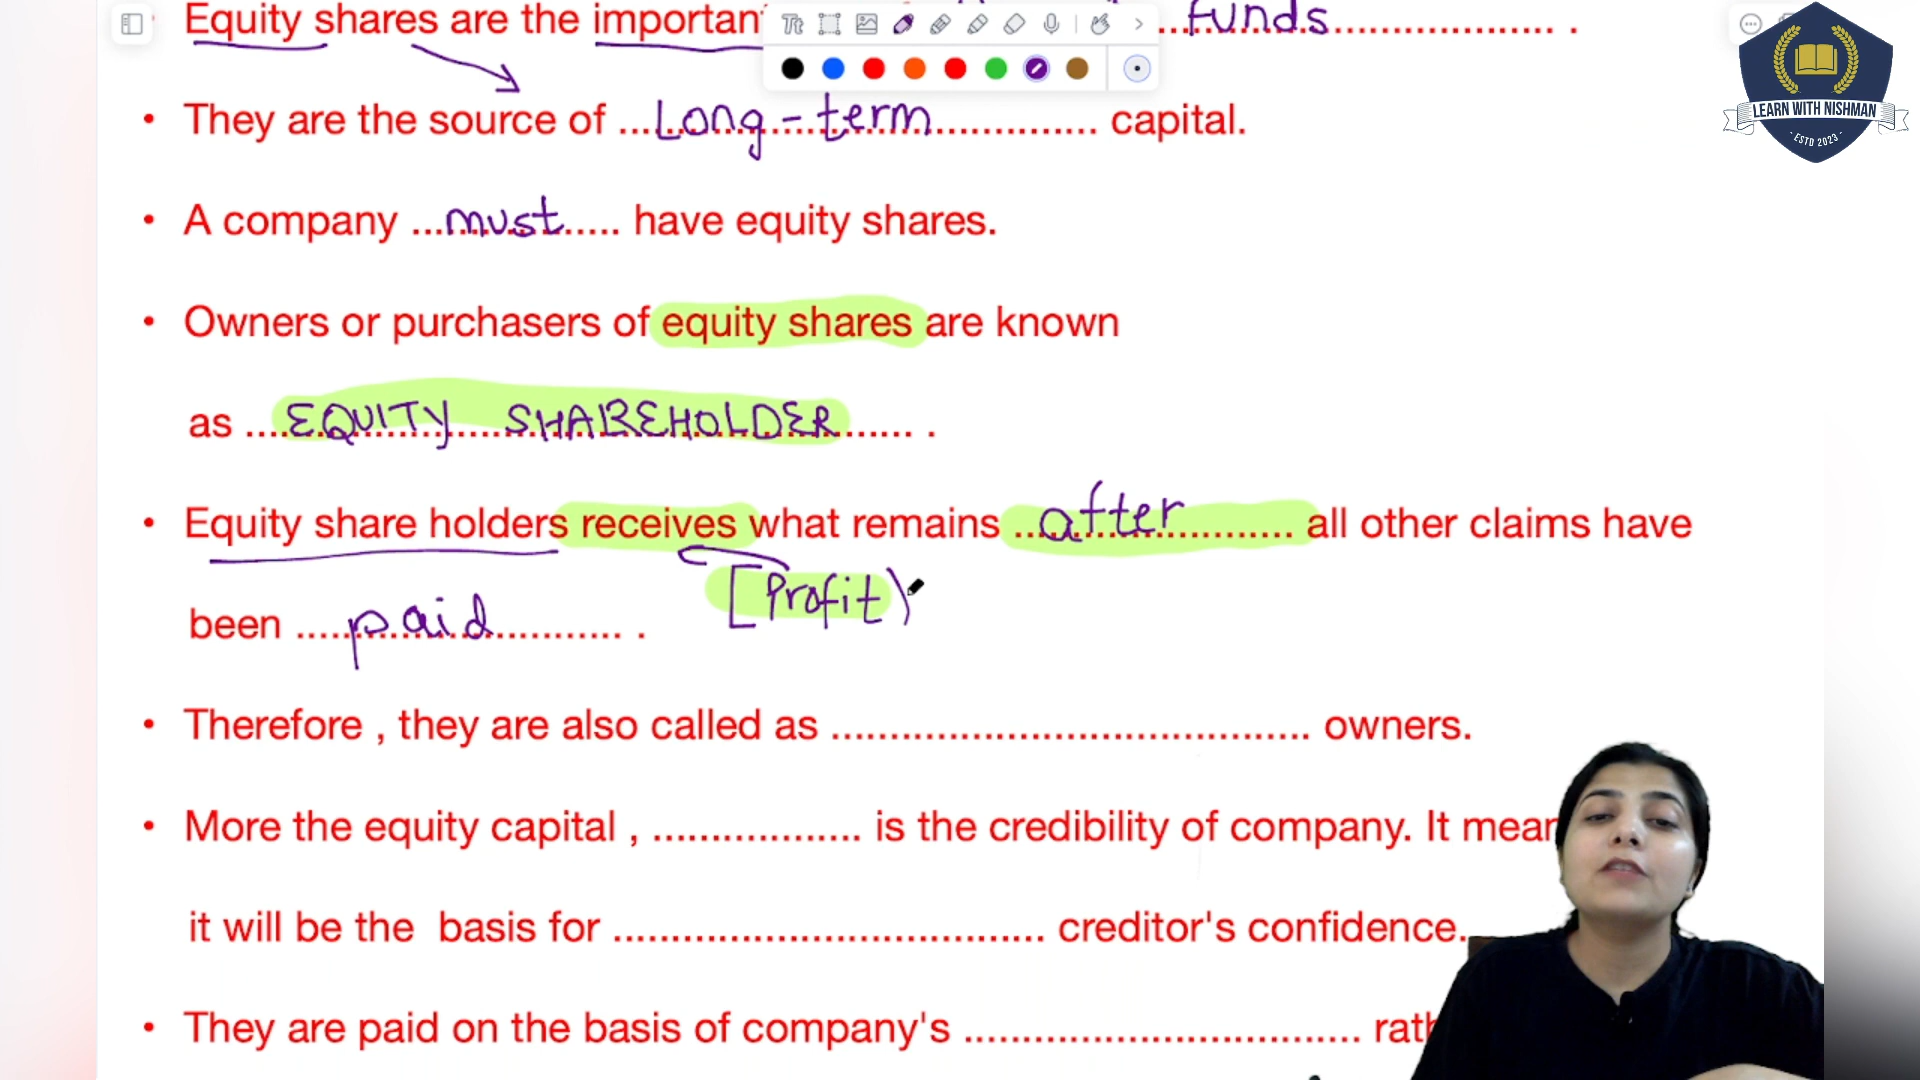 Equity shares are the importan funds .
LEARN WITH NISHMAN
· ESTD 2023 ·
• They are the source of ...Long-term... capital.
• A company ...must..... have equity shares.
• Owners or purchasers of equity shares are known
as ....EQUITY SHAREHOLDER...... .
• Equity share holders receives what remains ...after.......... all other claims have
[Profit)
been ....paid........... .
• Therefore , they are also called as ......................................... owners.
• More the equity capital , .................. is the credibility of company. It mean
it will be the basis for ..................................... creditor's confidence.
• They are paid on the basis of company's .................................. rat